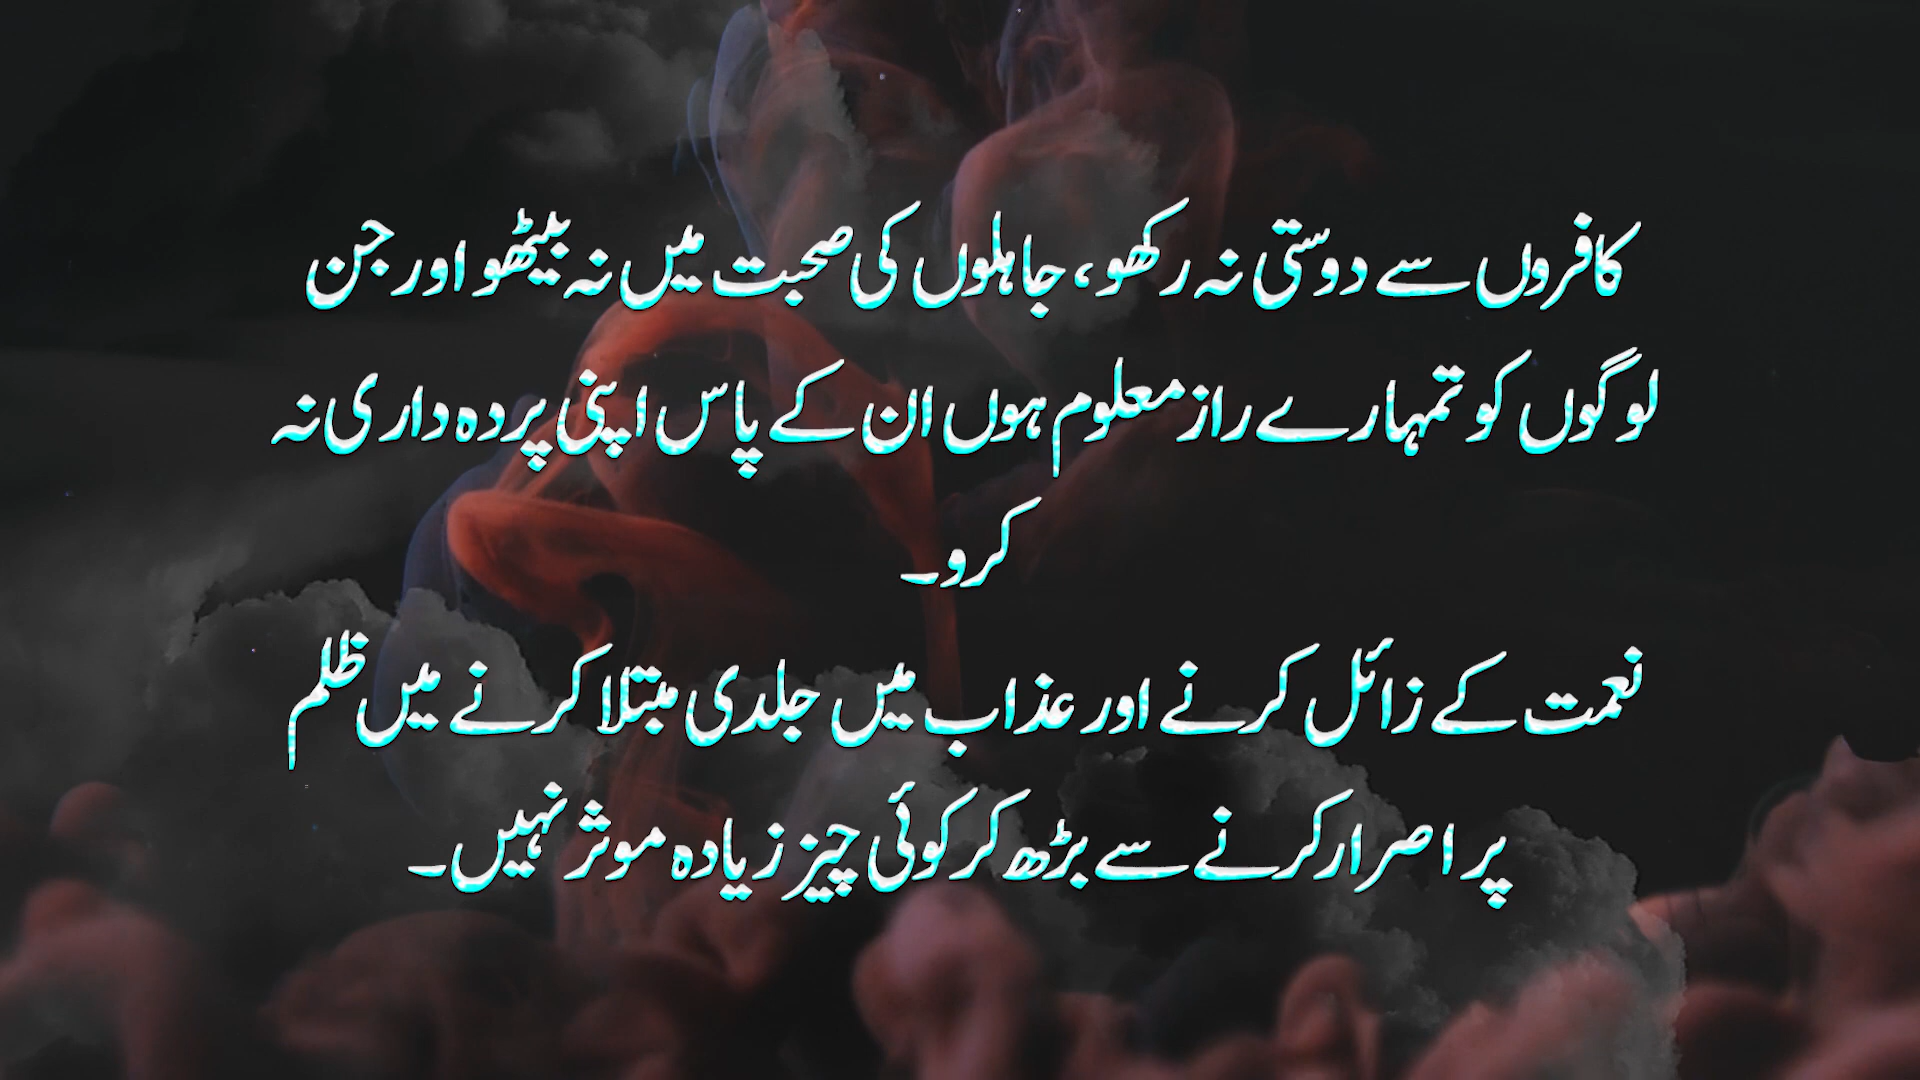 کافروں سے دوستی نہ رکھو، جاہلوں کی صحبت میں نہ بیٹھو اور جن
لوگوں کو تمہارے راز معلوم ہوں ان کے پاس اپنی پردہ داری نہ
کرو۔
نعمت کے زائل کرنے اور عذاب میں جلدی مبتلا کرنے میں ظلم
پر اصرار کرنے سے بڑھ کر کوئی چیز زیادہ موثر نہیں۔